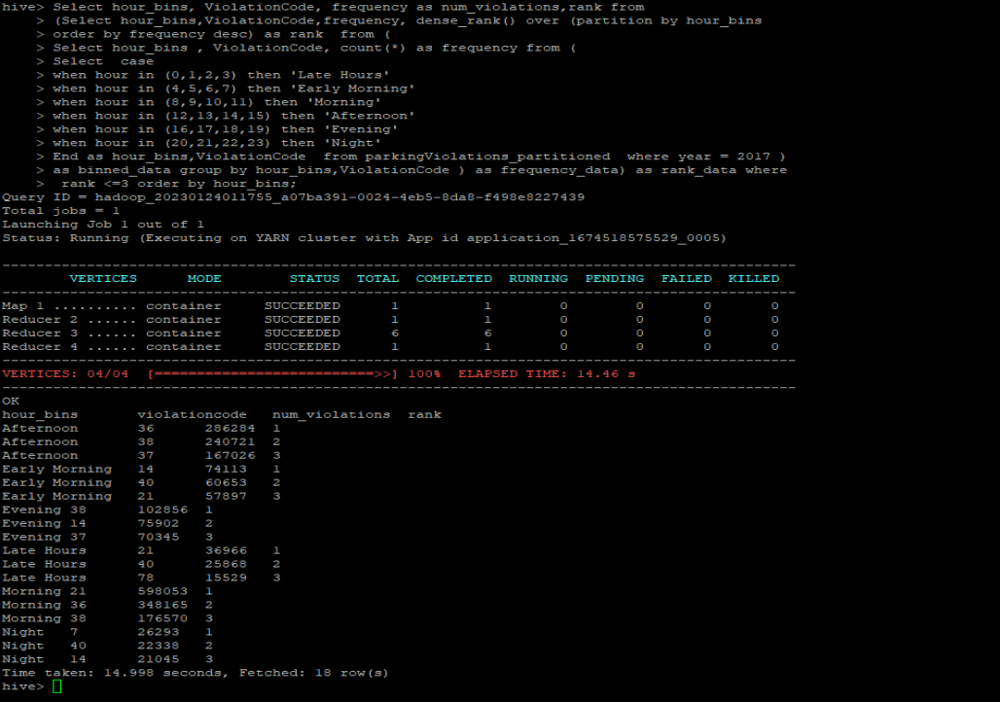 hive> Select hour_bins, ViolationCode, frequency as num_violations,rank from
> (Select hour_bins,ViolationCode,frequency, dense_rank() over (partition by hour_bins
> order by frequency desc) as rank  from (
> Select hour_bins , ViolationCode, count(*) as frequency from (
> Select  case
> when hour in (0,1,2,3) then 'Late Hours'
> when hour in (4,5,6,7) then 'Early Morning'
> when hour in (8,9,10,11) then 'Morning'
> when hour in (12,13,14,15) then 'Afternoon'
> when hour in (16,17,18,19) then 'Evening'
> when hour in (20,21,22,23) then 'Night'
> End as hour_bins,ViolationCode  from parkingViolations_partitioned  where year = 2017 )
> as binned_data group by hour_bins,ViolationCode ) as frequency_data) as rank_data where
>  rank <=3 order by hour_bins;
Query ID = hadoop_20230124011755_a07ba391-0024-4eb5-8da8-f498e8227439
Total jobs = 1
Launching Job 1 out of 1
Status: Running (Executing on YARN cluster with App id application_1674518575529_0005)
----------------------------------------------------------------------------------------------
VERTICES MODE STATUS TOTAL COMPLETED RUNNING PENDING FAILED KILLED
----------------------------------------------------------------------------------------------
Map 1 .......... container SUCCEEDED 1 1 0 0 0 0
Reducer 2 ...... container SUCCEEDED 1 1 0 0 0 0
Reducer 3 ...... container SUCCEEDED 6 6 0 0 0 0
Reducer 4 ...... container SUCCEEDED 1 1 0 0 0 0
----------------------------------------------------------------------------------------------
VERTICES: 04/04  [==========================>>] 100%  ELAPSED TIME: 14.46 s
----------------------------------------------------------------------------------------------
OK
hour_bins violationcode num_violations rank
Afternoon 36 286284 1
Afternoon 38 240721 2
Afternoon 37 167026 3
Early Morning 14 74113 1
Early Morning 40 60653 2
Early Morning 21 57897 3
Evening 38 102856 1
Evening 14 75902 2
Evening 37 70345 3
Late Hours 21 36966 1
Late Hours 40 25868 2
Late Hours 78 15529 3
Morning 21 598053 1
Morning 36 348165 2
Morning 38 176570 3
Night 7 26293 1
Night 40 22338 2
Night 14 21045 3
Time taken: 14.998 seconds, Fetched: 18 row(s)
hive>